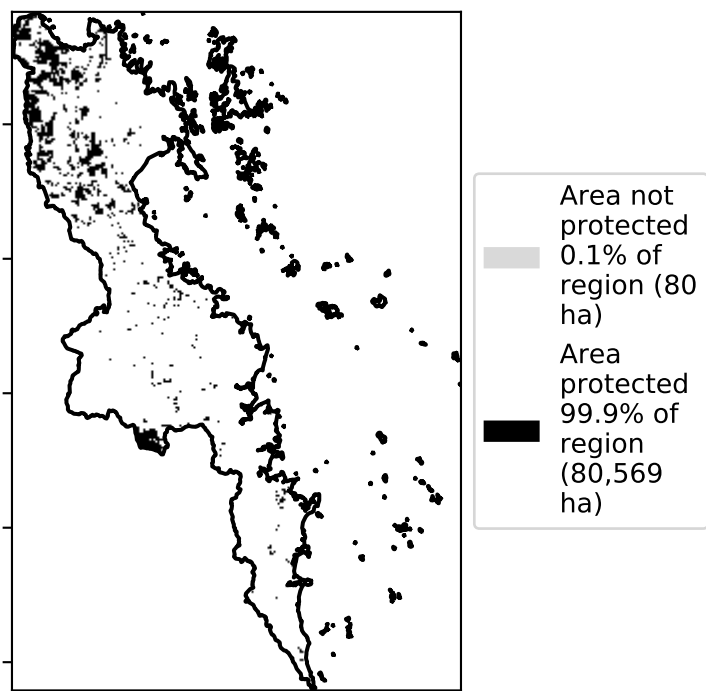 Area not
protected
0.1% of
region (80
ha)
Area
protected
99.9% of
region
(80,569
ha)